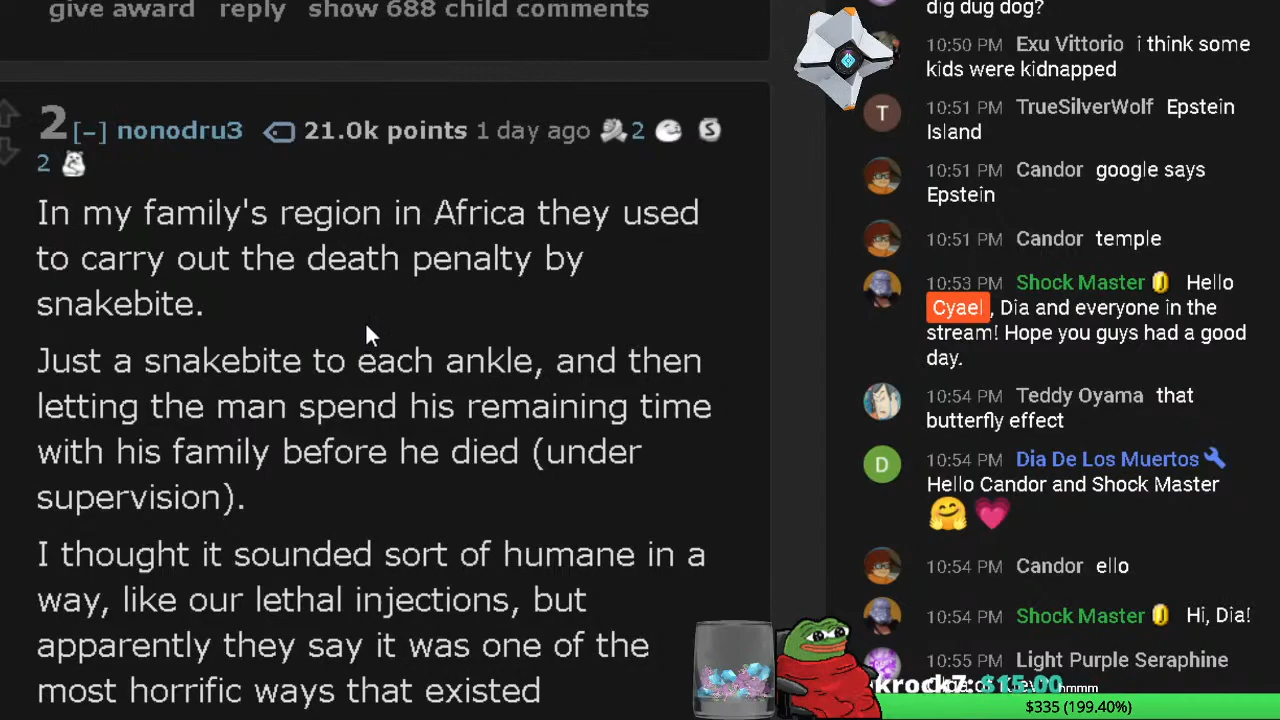 give award reply show 688 child comments
2 [–] nonodru3 21.0k points 1 day ago 2 S
2
In my family's region in Africa they used
to carry out the death penalty by
snakebite.
Just a snakebite to each ankle, and then
letting the man spend his remaining time
with his family before he died (under
supervision).
I thought it sounded sort of humane in a
way, like our lethal injections, but
apparently they say it was one of the
most horrific ways that existed
dig dug dog?
10:50 PM Exu Vittorio i think some
kids were kidnapped
T 10:51 PM TrueSilverWolf Epstein
Island
10:51 PM Candor google says
Epstein
10:51 PM Candor temple
10:53 PM Shock Master Hello
Cyael, Dia and everyone in the
stream! Hope you guys had a good
day.
10:54 PM Teddy Oyama that
butterfly effect
D 10:54 PM Dia De Los Muertos
Hello Candor and Shock Master
10:54 PM Candor ello
10:54 PM Shock Master Hi, Dia!
10:55 PM Light Purple Seraphine
krock7: $15.00 hmmmm
$335 (199.40%)